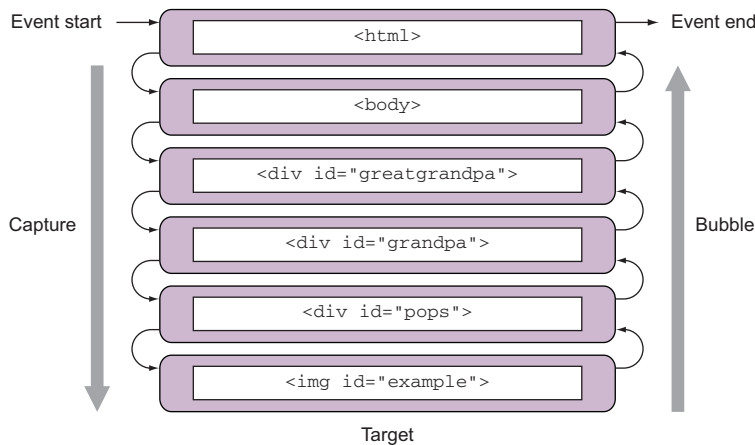 Event start
Event end
<html>
<body>
<div id="greatgrandpa">
Capture
Bubble
<div id="grandpa">
<div id="pops">
<img id="example">
Target